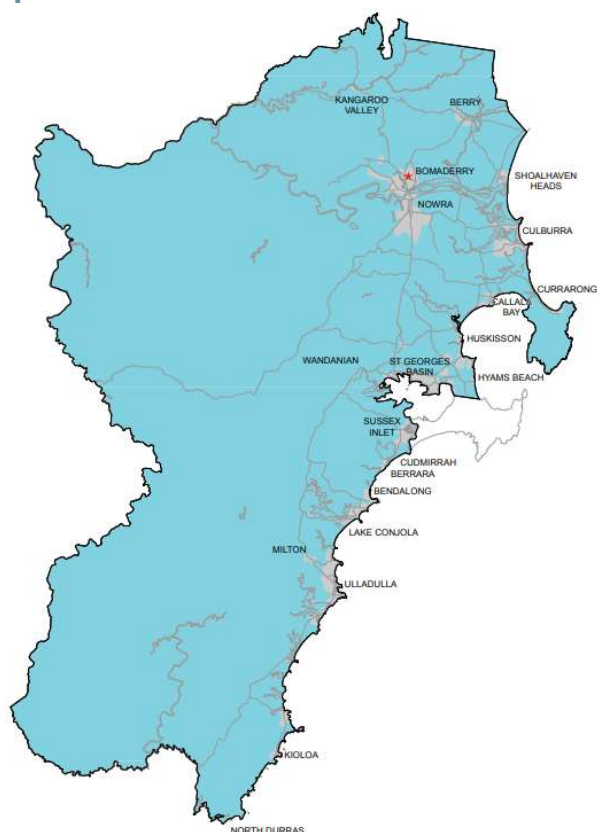 KANGAROO
VALLEY
BERRY
BOMADERRY
SHOALHAVEN
HEADS
NOWRA
CULBURRA
CURRARONG
CALLALA
BAY
HUSKISSON
WANDANIAN
ST GEORGES
BASIN
HYAMS BEACH
SUSSEX
INLET
CUDMIRRAH
BERRARA
BENDALONG
LAKE CONJOLA
MILTON
ULLADULLA
KIOLOA
NORTH DURRAS